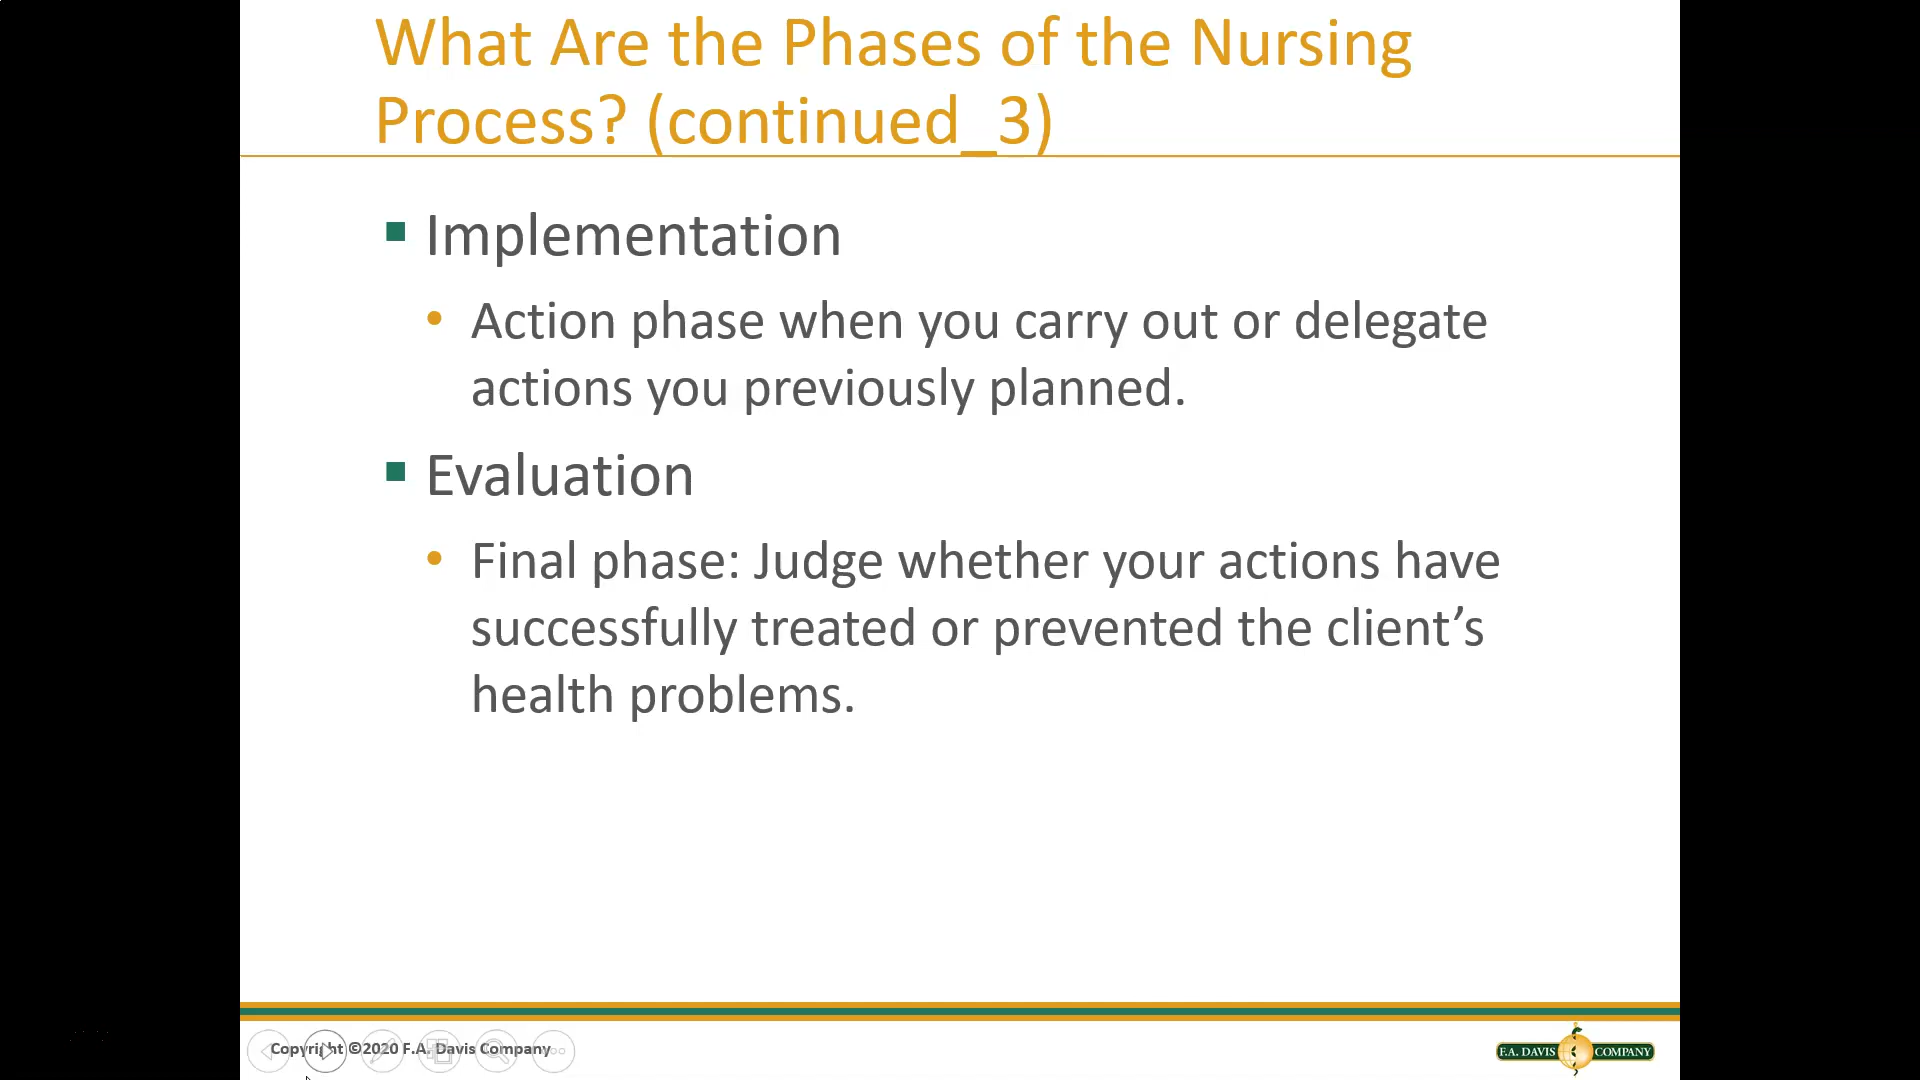 What Are the Phases of the Nursing
Process? (continued_3)
Implementation
Action phase when you carry out or delegate
actions you previously planned.
Evaluation
Final phase: Judge whether your actions have
successfully treated or prevented the client’s
health problems.
Copyright ©2020 F.A. Davis Company
F.A. DAVIS COMPANY